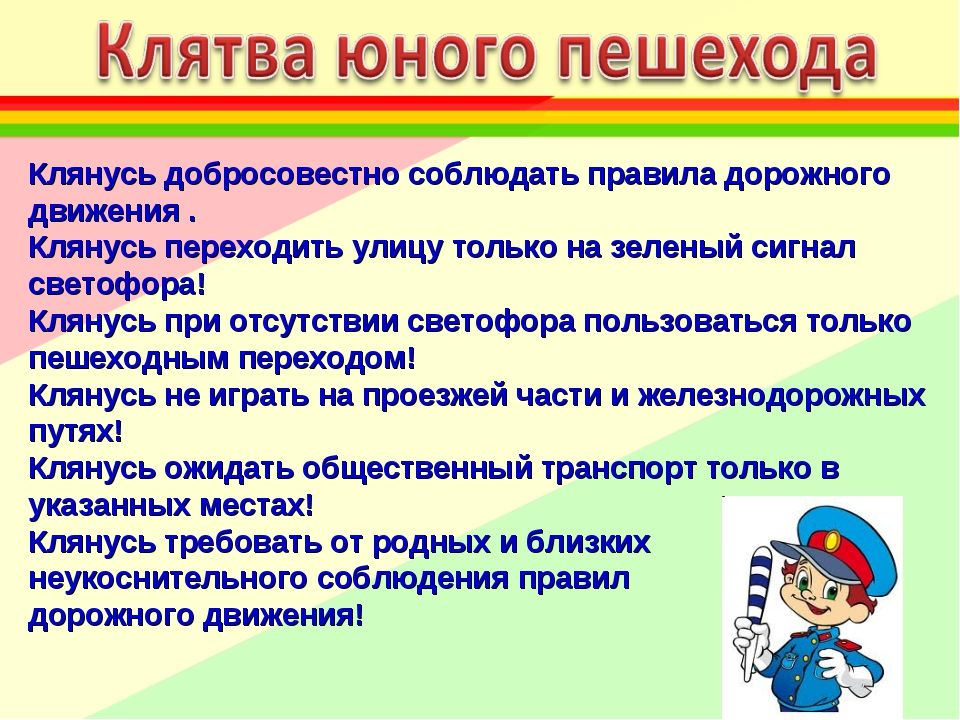 Клятва юного пешехода
Клянусь добросовестно соблюдать правила дорожного
движения .
Клянусь переходить улицу только на зеленый сигнал
светофора!
Клянусь при отсутствии светофора пользоваться только
пешеходным переходом!
Клянусь не играть на проезжей части и железнодорожных
путях!
Клянусь ожидать общественный транспорт только в
указанных местах!
Клянусь требовать от родных и близких
неукоснительного соблюдения правил
дорожного движения!